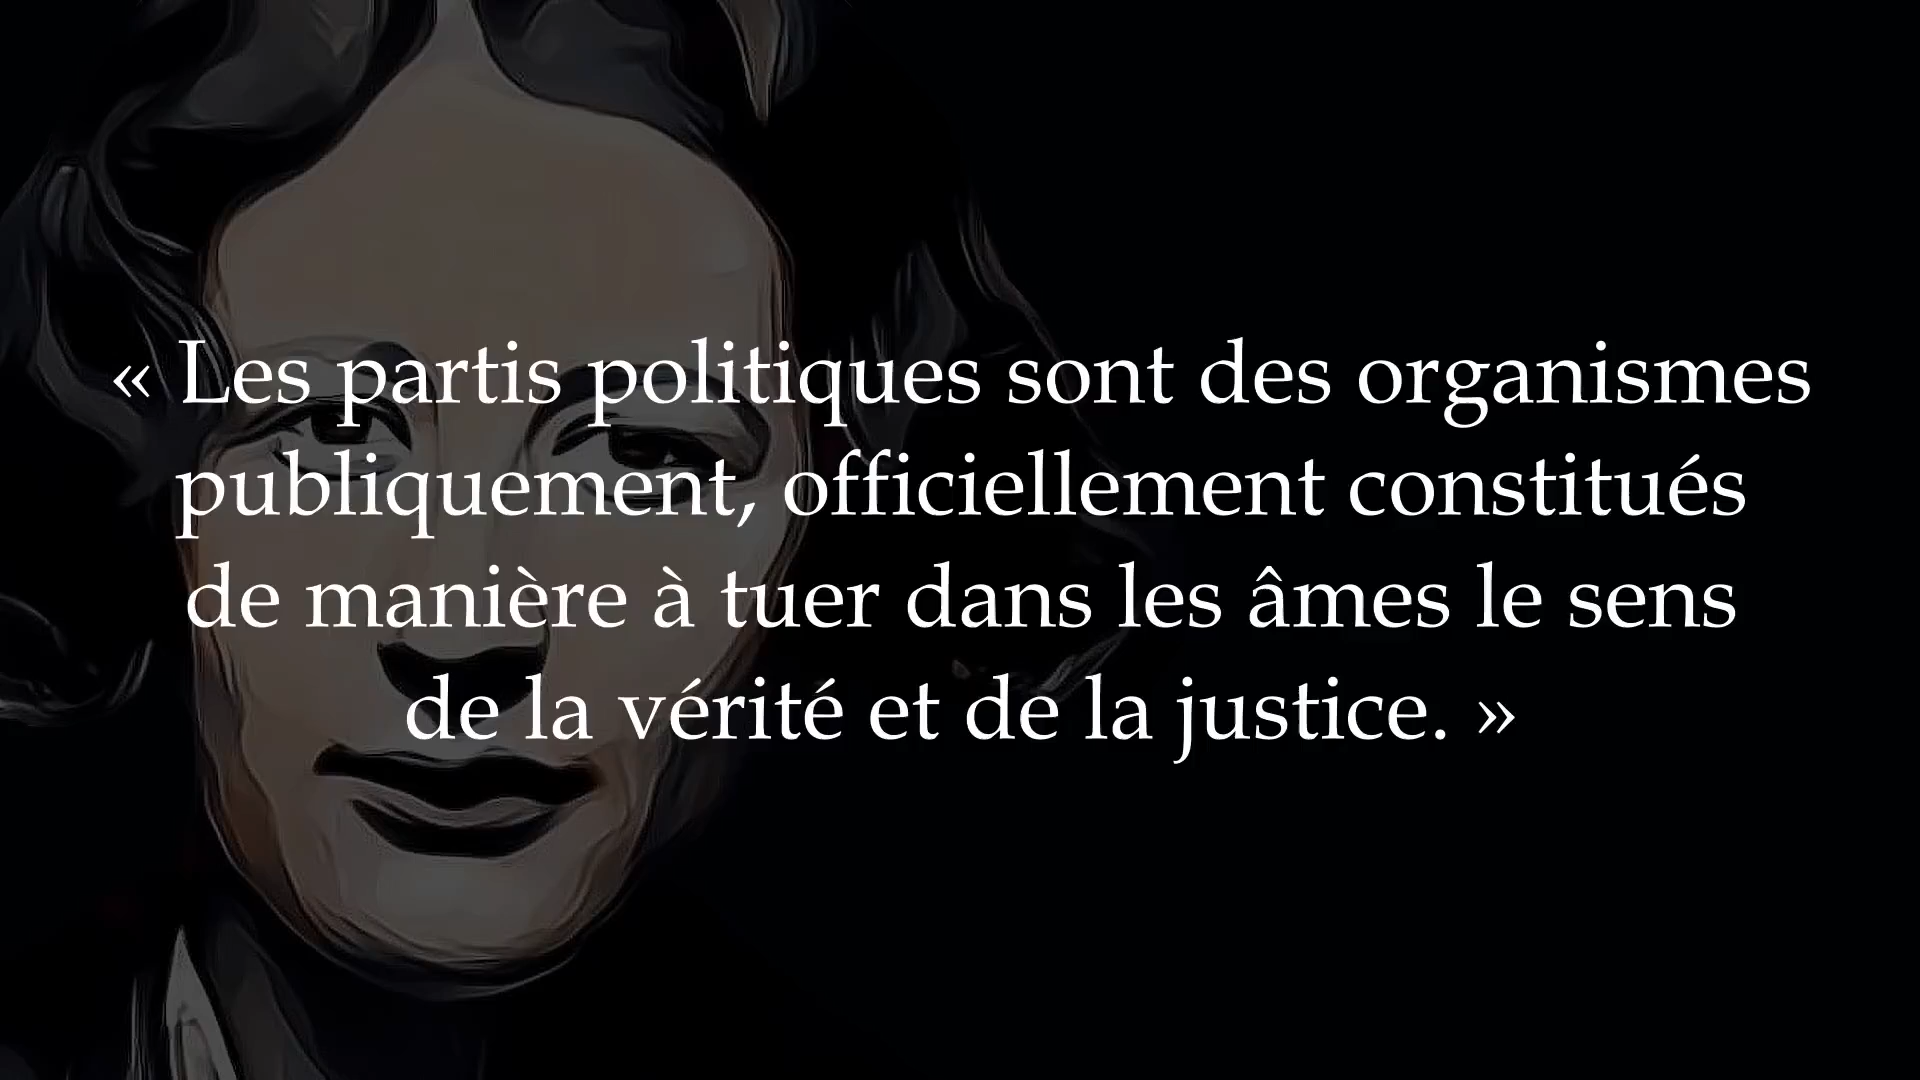 « Les partis politiques sont des organismes
publiquement, officiellement constitués
de manière à tuer dans les âmes le sens
de la vérité et de la justice. »